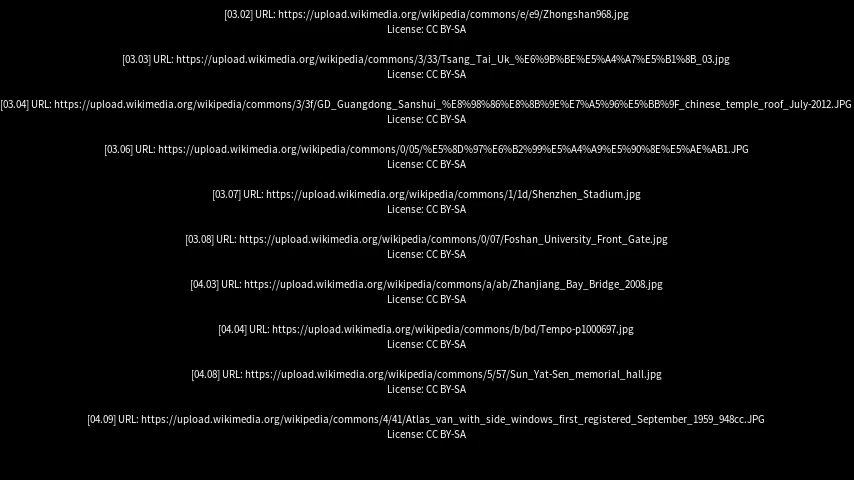 [03.02] URL: https://upload.wikimedia.org/wikipedia/commons/e/e9/Zhongshan968.jpg
License: CC BY-SA
[03.03] URL: https://upload.wikimedia.org/wikipedia/commons/3/33/Tsang_Tai_Uk_%E6%9B%BE%E5%A4%A7%E5%B1%8B_03.jpg
License: CC BY-SA
[03.04] URL: https://upload.wikimedia.org/wikipedia/commons/3/3f/GD_Guangdong_Sanshui_%E8%98%86%E8%8B%9E%E7%A5%96%E5%BB%9F_chinese_temple_roof_July-2012.JPG
License: CC BY-SA
[03.06] URL: https://upload.wikimedia.org/wikipedia/commons/0/05/%E5%8D%97%E6%B2%99%E5%A4%A9%E5%90%8E%E5%AE%AB1.JPG
License: CC BY-SA
[03.07] URL: https://upload.wikimedia.org/wikipedia/commons/1/1d/Shenzhen_Stadium.jpg
License: CC BY-SA
[03.08] URL: https://upload.wikimedia.org/wikipedia/commons/0/07/Foshan_University_Front_Gate.jpg
License: CC BY-SA
[04.03] URL: https://upload.wikimedia.org/wikipedia/commons/a/ab/Zhanjiang_Bay_Bridge_2008.jpg
License: CC BY-SA
[04.04] URL: https://upload.wikimedia.org/wikipedia/commons/b/bd/Tempo-p1000697.jpg
License: CC BY-SA
[04.08] URL: https://upload.wikimedia.org/wikipedia/commons/5/57/Sun_Yat-Sen_memorial_hall.jpg
License: CC BY-SA
[04.09] URL: https://upload.wikimedia.org/wikipedia/commons/4/41/Atlas_van_with_side_windows_first_registered_September_1959_948cc.JPG
License: CC BY-SA